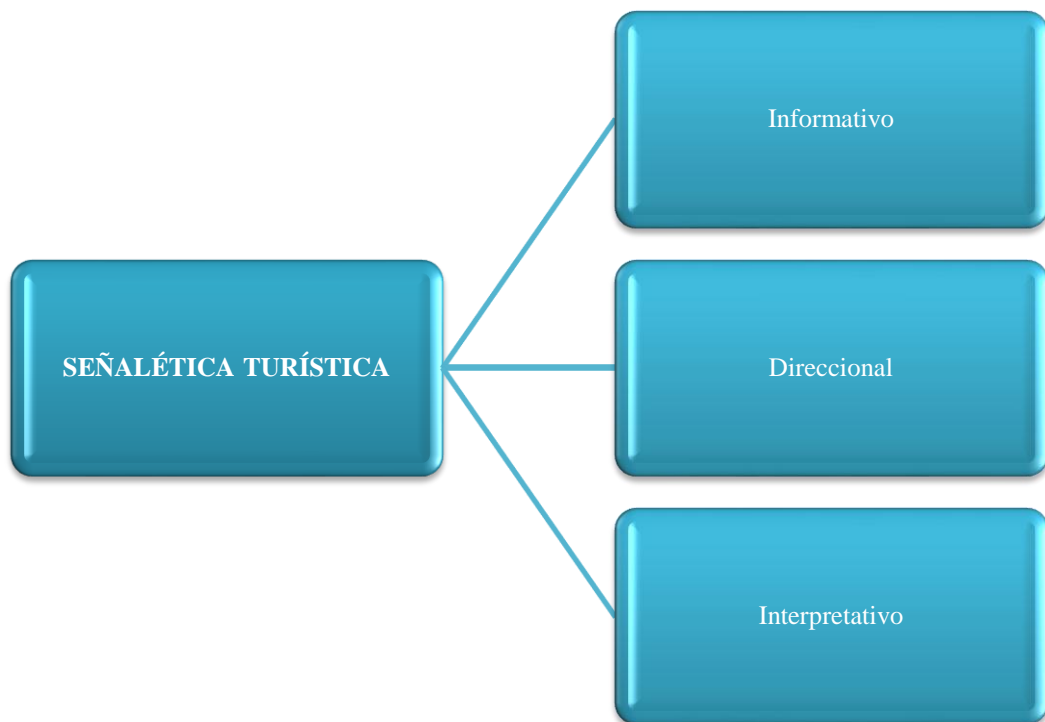 SEÑALÉTICA TURÍSTICA
Informativo
Direccional
Interpretativo